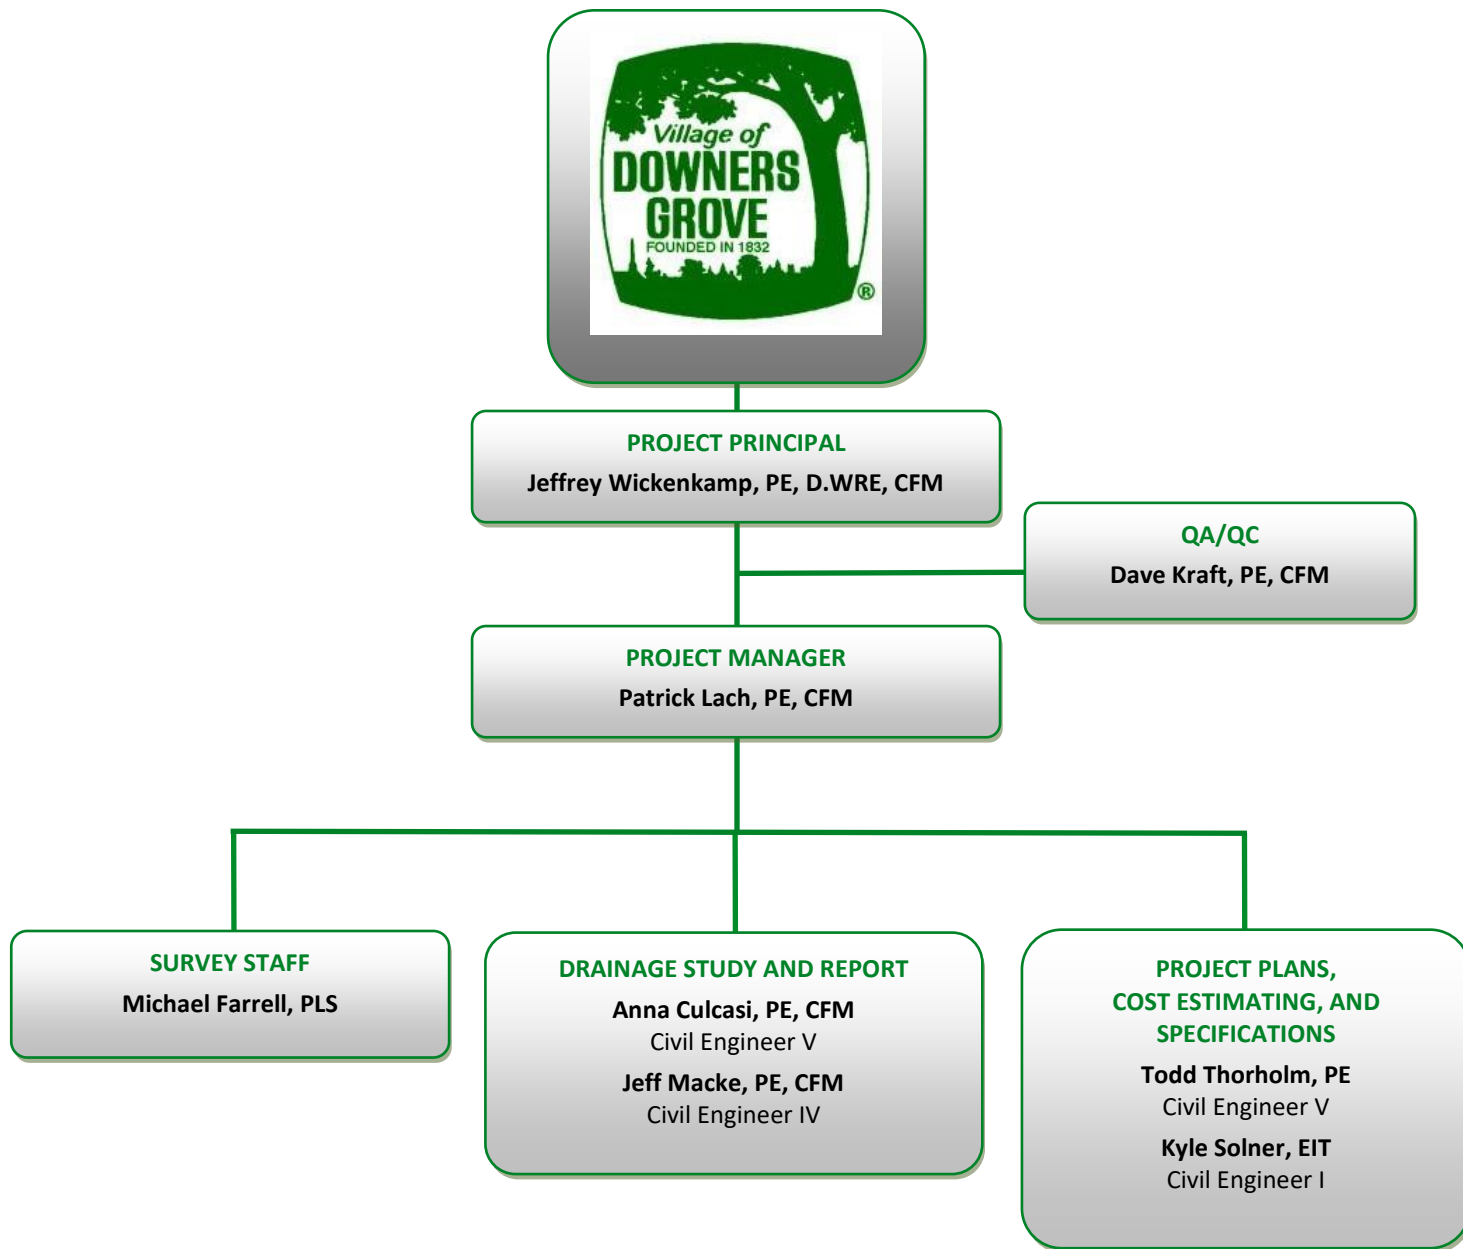 Village of
DOWNERS
GROVE
FOUNDED IN 1832
®
PROJECT PRINCIPAL
Jeffrey Wickenkamp, PE, D.WRE, CFM
QA/QC
Dave Kraft, PE, CFM
PROJECT MANAGER
Patrick Lach, PE, CFM
SURVEY STAFF
Michael Farrell, PLS
DRAINAGE STUDY AND REPORT
Anna Culcasi, PE, CFM
Civil Engineer V
Jeff Macke, PE, CFM
Civil Engineer IV
PROJECT PLANS,
COST ESTIMATING, AND
SPECIFICATIONS
Todd Thorholm, PE
Civil Engineer V
Kyle Solner, EIT
Civil Engineer I